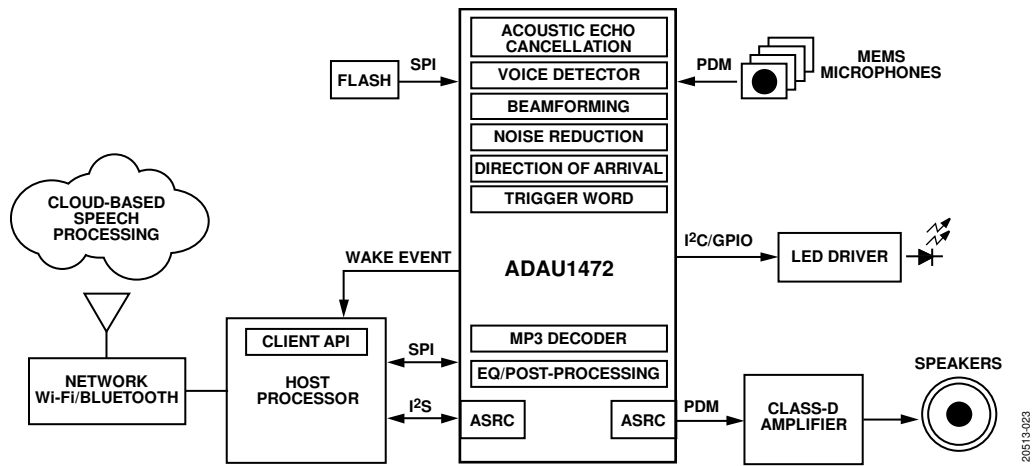 ACOUSTIC ECHO
CANCELLATION
VOICE DETECTOR
BEAMFORMING
NOISE REDUCTION
DIRECTION OF ARRIVAL
TRIGGER WORD
ADAU1472
MP3 DECODER
EQ/POST-PROCESSING
ASRC
ASRC
FLASH
SPI
PDM
MEMS
MICROPHONES
CLOUD-BASED
SPEECH
PROCESSING
WAKE EVENT
I²C/GPIO
LED DRIVER
CLIENT API
HOST
PROCESSOR
SPI
I²S
NETWORK
Wi-Fi/BLUETOOTH
PDM
CLASS-D
AMPLIFIER
SPEAKERS
20513-023